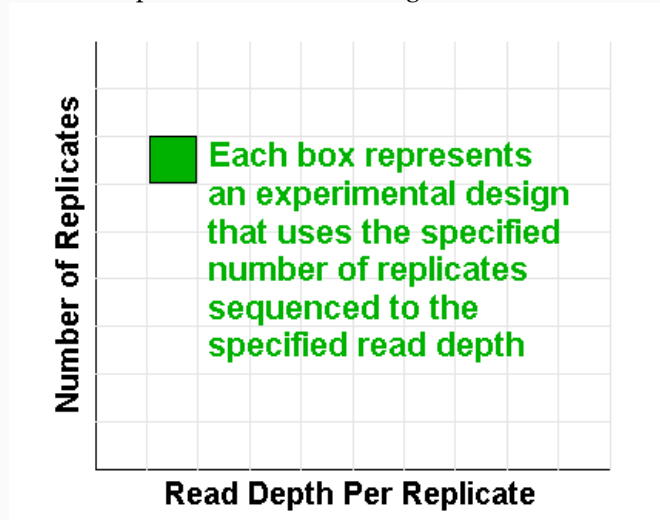 Number of Replicates
Each box represents
an experimental design
that uses the specified
number of replicates
sequenced to the
specified read depth
Read Depth Per Replicate